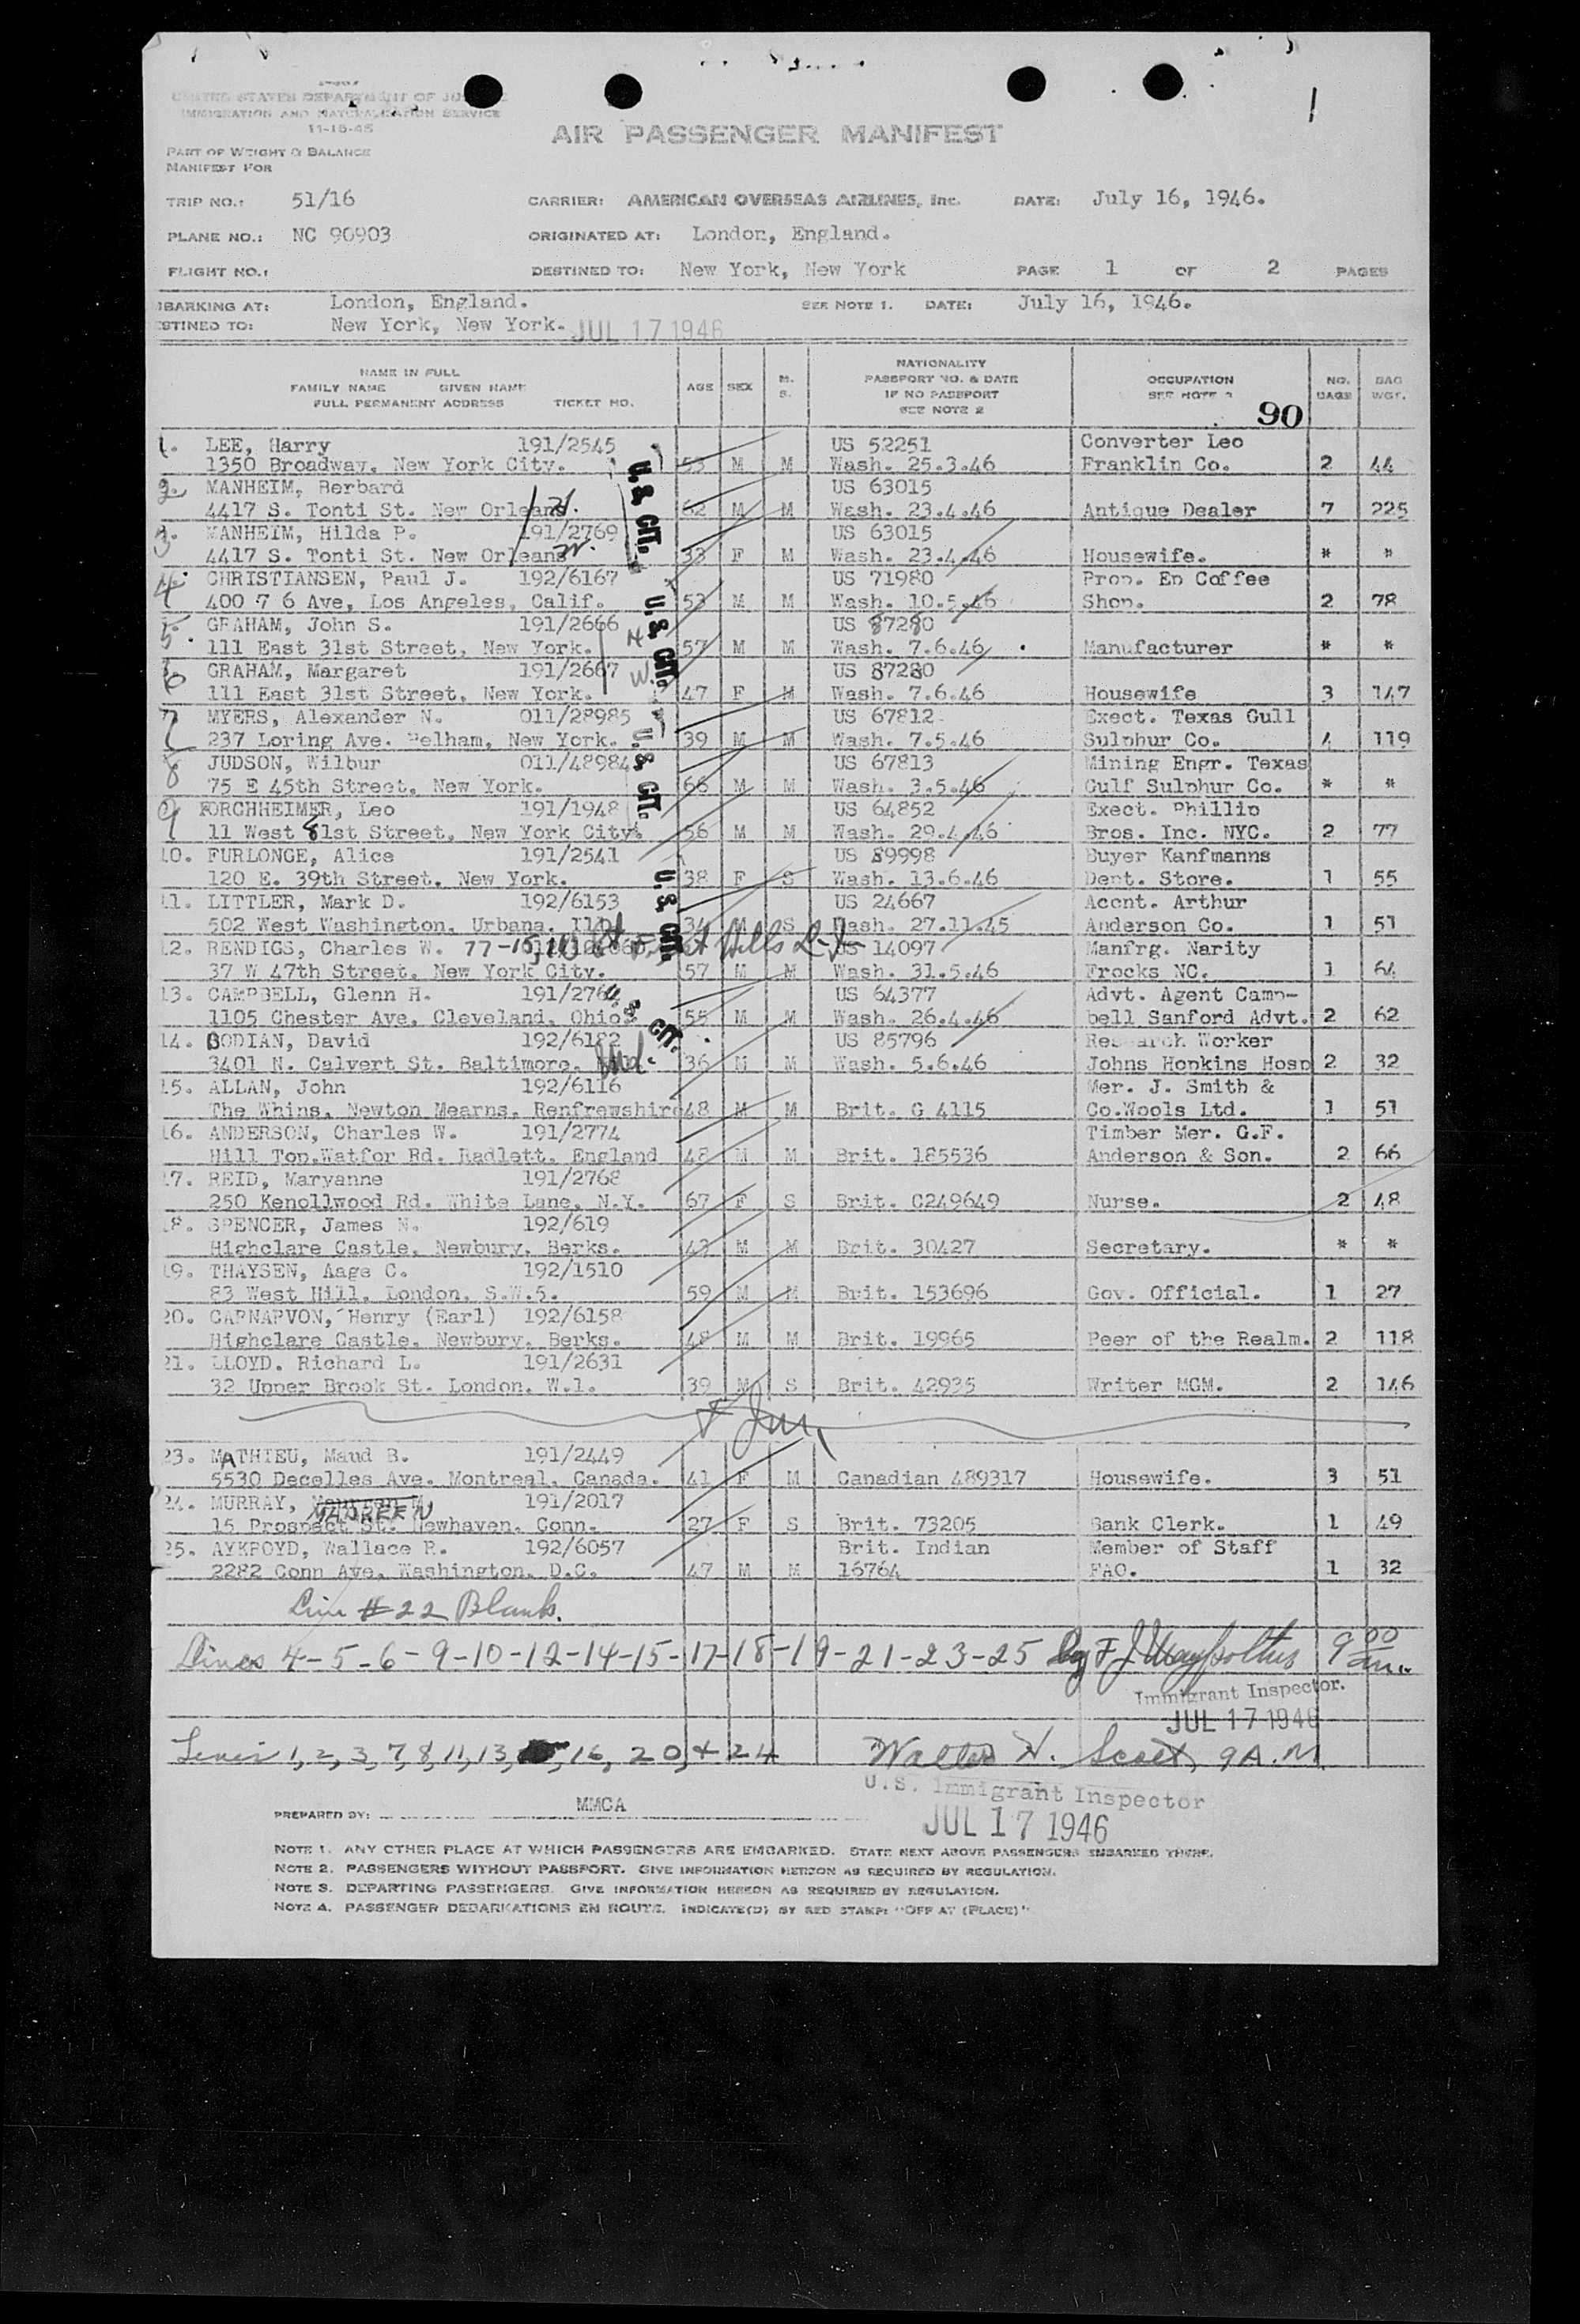 UNITED STATES DEPARTMENT OF JUSTICE
IMMIGRATION AND NATURALIZATION SERVICE
11-15-45
AIR PASSENGER MANIFEST
PART OF WEIGHT & BALANCE
MANIFEST FOR
TRIP NO.: 51/16 CARRIER: AMERICAN OVERSEAS AIRLINES, Inc. DATE: July 16, 1946.
PLANE NO.: NC 90903 ORIGINATED AT: London, England.
FLIGHT NO.: DESTINED TO: New York, New York PAGE 1 OF 2 PAGES
BARKING AT: London, England. SEE NOTE 1. DATE: July 16, 1946.
STINED TO: New York, New York. JUL 17 1946
NAME IN FULL
FAMILY NAME GIVEN NAME
FULL PERMANENT ADDRESS TICKET NO. AGE SEX M. S. NATIONALITY PASSPORT NO. & DATE IF NO PASSPORT SEE NOTE 2 OCCUPATION SEE NOTE 3 NO. BAGS BAG WGT.
90
1. LEE, Harry 191/2545 US 52251 Converter Leo
1350 Broadway, New York City. 53 M M Wash. 25.3.46 Franklin Co. 2 44
2. MANHEIM, Berbard US 63015
4417 S. Tonti St. New Orleans. H. 62 M M Wash. 23.4.46 Antique Dealer 7 225
3. MANHEIM, Hilda P. 191/2769 US 63015
4417 S. Tonti St. New Orleans W. 33 F M Wash. 23.4.46 Housewife. * *
4. CHRISTIANSEN, Paul J. 192/6167 US 71980 Prop. En Coffee
400 7 6 Ave, Los Angeles, Calif. 53 M M Wash. 10.5.46 Shop. 2 78
5. GRAHAM, John S. 191/2666 US 87280
111 East 31st Street, New York. H 57 M M Wash. 7.6.46 Manufacturer * *
6 GRAHAM, Margaret 191/2667 US 87280
111 East 31st Street, New York. W. 47 F M Wash. 7.6.46 Housewife 3 147
7 MYERS, Alexander N. 011/28985 US 67812 Exect. Texas Gull
237 Loring Ave. Pelham, New York. 39 M M Wash. 7.5.46 Sulphur Co. 4 119
8 JUDSON, Wilbur 011/48984 US 67813 Mining Engr. Texas
75 E 45th Street, New York. 66 M M Wash. 3.5.46 Gulf Sulphur Co. * *
9 FORCHHEIMER, Leo 191/1948 US 64852 Exect. Phillip
11 West 81st Street, New York City. 56 M M Wash. 29.4.46 Bros. Inc. NYC. 2 77
10. FURLONGE, Alice 191/2541 US 89998 Buyer Kanfmanns
120 E. 39th Street, New York. 38 F S Wash. 13.6.46 Dept. Store. 1 55
11. LITTLER, Mark D. 192/6153 US 24667 Accnt. Arthur
502 West Washington, Urbana, Ill. 34 M S Wash. 27.11.45 Anderson Co. 1 51
12. RENDIGS, Charles W. 77-15 Hills L.I. US 14097 Manfrg. Narity
37 W 47th Street, New York City. 57 M M Wash. 31.5.46 Frocks NC. 1 64
13. CAMPBELL, Glenn H. 191/276 US 64377 Advt. Agent Camp-
1105 Chester Ave, Cleveland, Ohio. 55 M M Wash. 26.4.46 bell Sanford Advt. 2 62
14. BODIAN, David 192/6182 US 85796 Research Worker
3401 N. Calvert St. Baltimore, Md. 36 M M Wash. 5.6.46 Johns Hopkins Hosp 2 32
15. ALLAN, John 192/6116 Mer. J. Smith &
The Whins, Newton Mearns, Renfrewshire 48 M M Brit. G 4115 Co.Wools Ltd. 1 51
16. ANDERSON, Charles W. 191/2774 Timber Mer. G.F.
Hill Top.Watfor Rd. Radlett. England 48 M M Brit. 185536 Anderson & Son. 2 66
17. REID, Maryanne 191/2768
250 Kenollwood Rd. White Lane, N.Y. 67 F S Brit. C249649 Nurse. 2 48
18. SPENCER, James N. 192/619
Highclare Castle, Newbury, Berks. 43 M M Brit. 30427 Secretary. * *
19. THAYSEN, Aage C. 192/1510
83 West Hill, London, S.W.5. 59 M M Brit. 153696 Gov. Official. 1 27
20. CARNARVON, Henry (Earl) 192/6158
Highclare Castle, Newbury, Berks. 48 M M Brit. 19965 Peer of the Realm. 2 118
21. LLOYD. Richard L. 191/2631
32 Upper Brook St. London. W.1. 39 M S Brit. 42935 Writer MGM. 2 146
23. MATHIEU, Maud B. 191/2449
5530 Decelles Ave. Montreal, Canada. 41 F M Canadian 489317 Housewife. 3 51
24. MURRAY, MAUREEN 191/2017
15 Prospect St. Newhaven, Conn. 27 F S Brit. 73205 Bank Clerk. 1 49
25. AYKROYD, Wallace R. 192/6057 Brit. Indian Member of Staff
2282 Conn Ave. Washington, D.C. 47 M M 16764 FAO. 1 32
U.S. CIT.
U.S. CIT.
U.S. CIT.
U.S. CIT.
U.S. CIT.
Line #22 Blank.
Lines 4-5-6-9-10-12-14-15-17-18-19-21-23-25 by F J 9 00 am.
Immigrant Inspector.
JUL 17 1946
Lines 1,2,3,7,8,11,13, 16, 20, + 24 Walter H. Scott, 9 A.M.
U.S. Immigrant Inspector
JUL 17 1946
PREPARED BY: MMCA
NOTE 1. ANY OTHER PLACE AT WHICH PASSENGERS ARE EMBARKED. STATE NEXT ABOVE PASSENGERS EMBARKED THERE.
NOTE 2. PASSENGERS WITHOUT PASSPORT. GIVE INFORMATION HEREON AS REQUIRED BY REGULATION.
NOTE 3. DEPARTING PASSENGERS. GIVE INFORMATION HEREON AS REQUIRED BY REGULATION.
NOTE 4. PASSENGER DEBARKATIONS EN ROUTE. INDICATE(D) BY RED STAMP: "OFF AT (PLACE)"